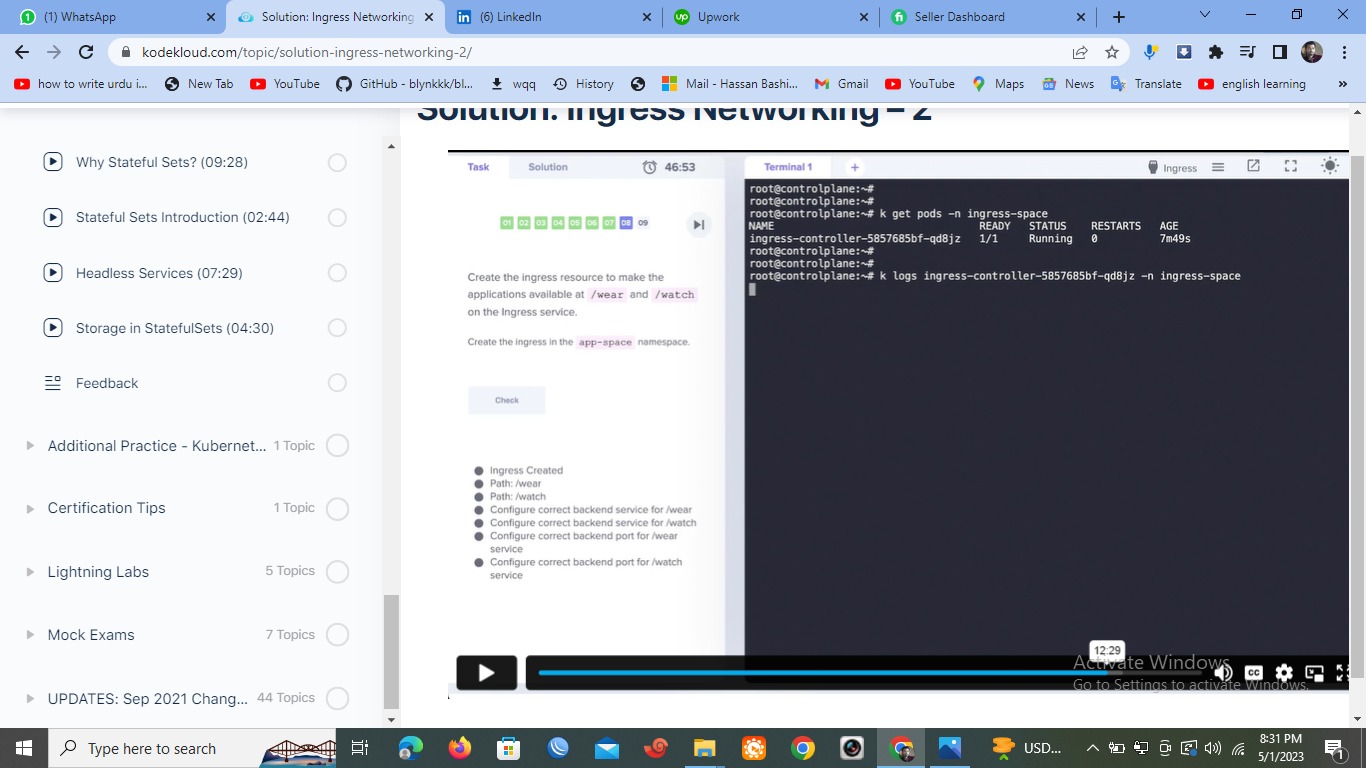 (1) WhatsApp
Solution: Ingress Networking
(6) LinkedIn
Upwork
Seller Dashboard
kodekloud.com/topic/solution-ingress-networking-2/
how to write urdu i...
New Tab
YouTube
GitHub - blynkkk/bl...
wqq
History
Mail - Hassan Bashi...
Gmail
YouTube
Maps
News
Translate
english learning
»
Solution: Ingress Networking – 2
Why Stateful Sets? (09:28)
Stateful Sets Introduction (02:44)
Headless Services (07:29)
Storage in StatefulSets (04:30)
Feedback
Additional Practice - Kubernet... 1 Topic
Certification Tips 1 Topic
Lightning Labs 5 Topics
Mock Exams 7 Topics
UPDATES: Sep 2021 Chang... 44 Topics
Task Solution 46:53
01 02 03 04 05 06 07 08 09
Create the ingress resource to make the
applications available at /wear and /watch
on the Ingress service.
Create the ingress in the app-space namespace.
Check
Ingress Created
Path: /wear
Path: /watch
Configure correct backend service for /wear
Configure correct backend service for /watch
Configure correct backend port for /wear
service
Configure correct backend port for /watch
service
Terminal 1 + Ingress
root@controlplane:~#
root@controlplane:~#
root@controlplane:~# k get pods -n ingress-space
NAME READY STATUS RESTARTS AGE
ingress-controller-5857685bf-qd8jz 1/1 Running 0 7m49s
root@controlplane:~#
root@controlplane:~#
root@controlplane:~# k logs ingress-controller-5857685bf-qd8jz -n ingress-space
12:29
CC
Activate Windows
Go to Settings to activate Windows.
Type here to search
USD...
8:31 PM
5/1/2023
1